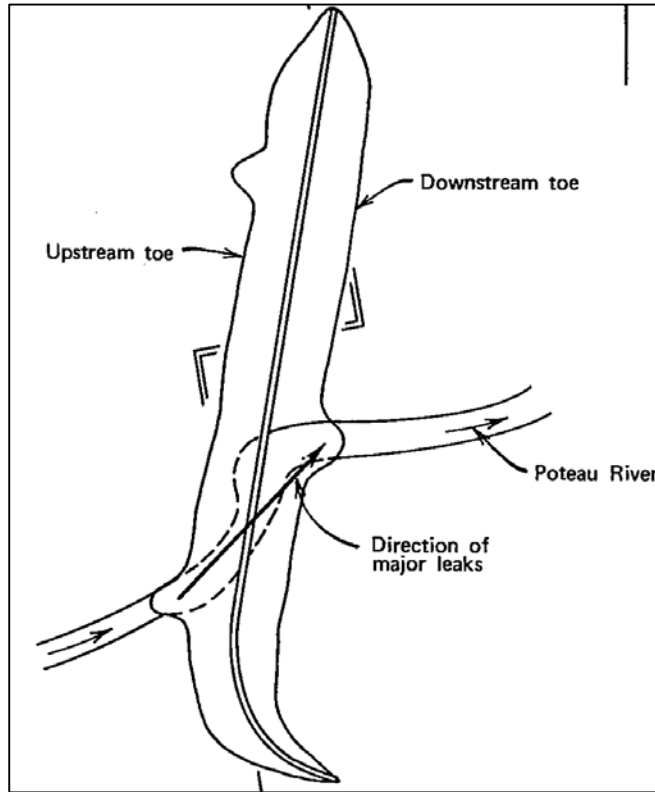 Downstream toe
Upstream toe
Poteau River
Direction of
major leaks